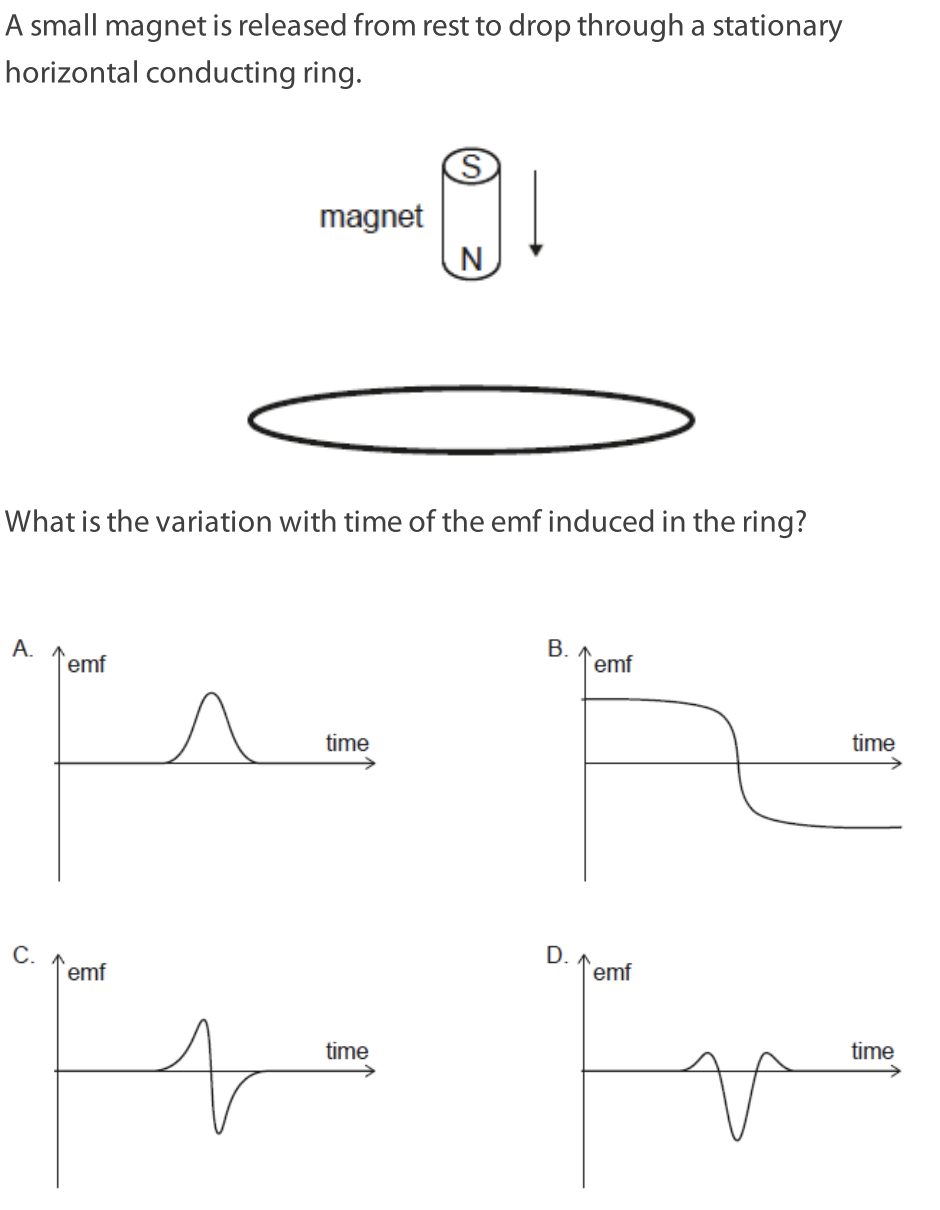 A small magnet is released from rest to drop through a stationary
horizontal conducting ring.
S
magnet
N
What is the variation with time of the emf induced in the ring?
A.
emf
time
B.
emf
time
C.
emf
time
D.
emf
time